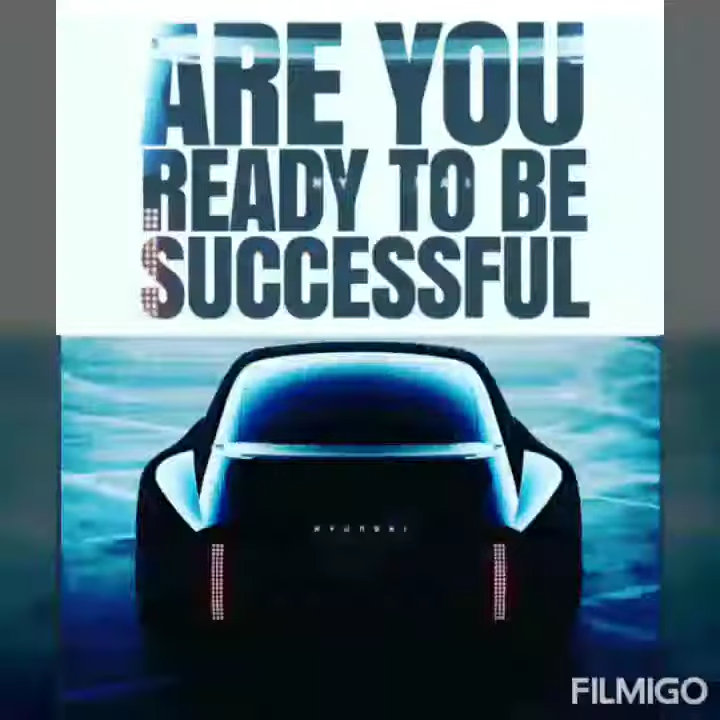 ARE YOU
READY TO BE
SUCCESSFUL
HYUNDAI
FILMIGO